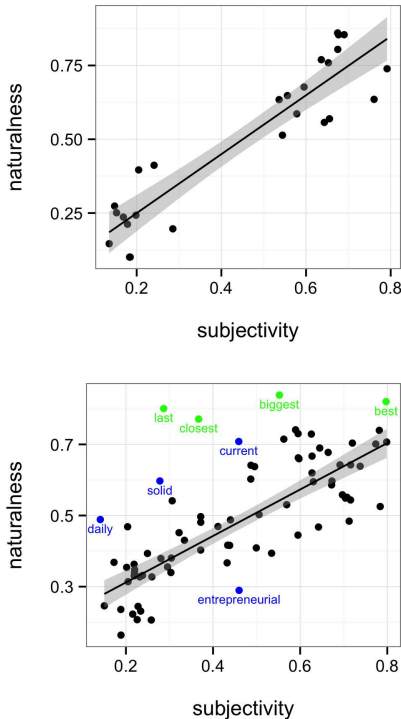 naturalness
0.75
0.50
0.25
0.2 0.4 0.6 0.8
subjectivity
naturalness
0.7
0.5
0.3
last
closest
biggest
best
current
solid
daily
entrepreneurial
0.2 0.4 0.6 0.8
subjectivity